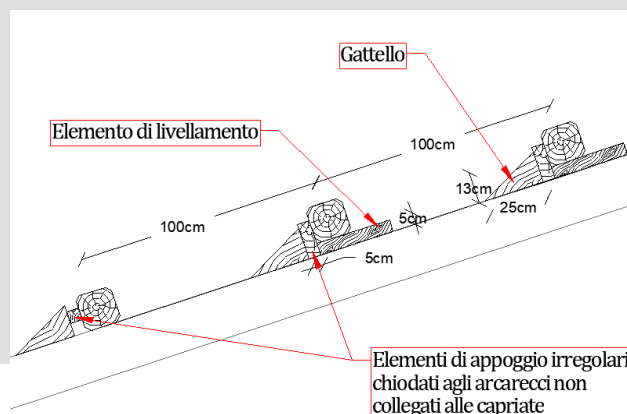 Gattello
Elemento di livellamento
100cm
100cm
13cm
25cm
5cm
5cm
Elementi di appoggio irregolari
chiodati agli arcarecci non
collegati alle capriate